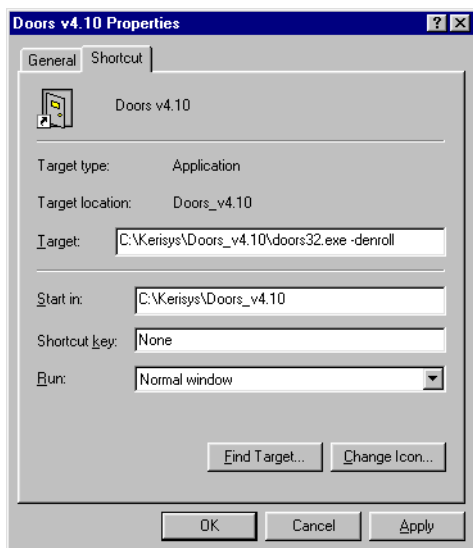 Doors v4.10 Properties
General Shortcut
Doors v4.10
Target type: Application
Target location: Doors_v4.10
Target: C:\Kerisys\Doors_v4.10\doors32.exe -denroll
Start in: C:\Kerisys\Doors_v4.10
Shortcut key: None
Run: Normal window
Find Target... Change Icon...
OK Cancel Apply